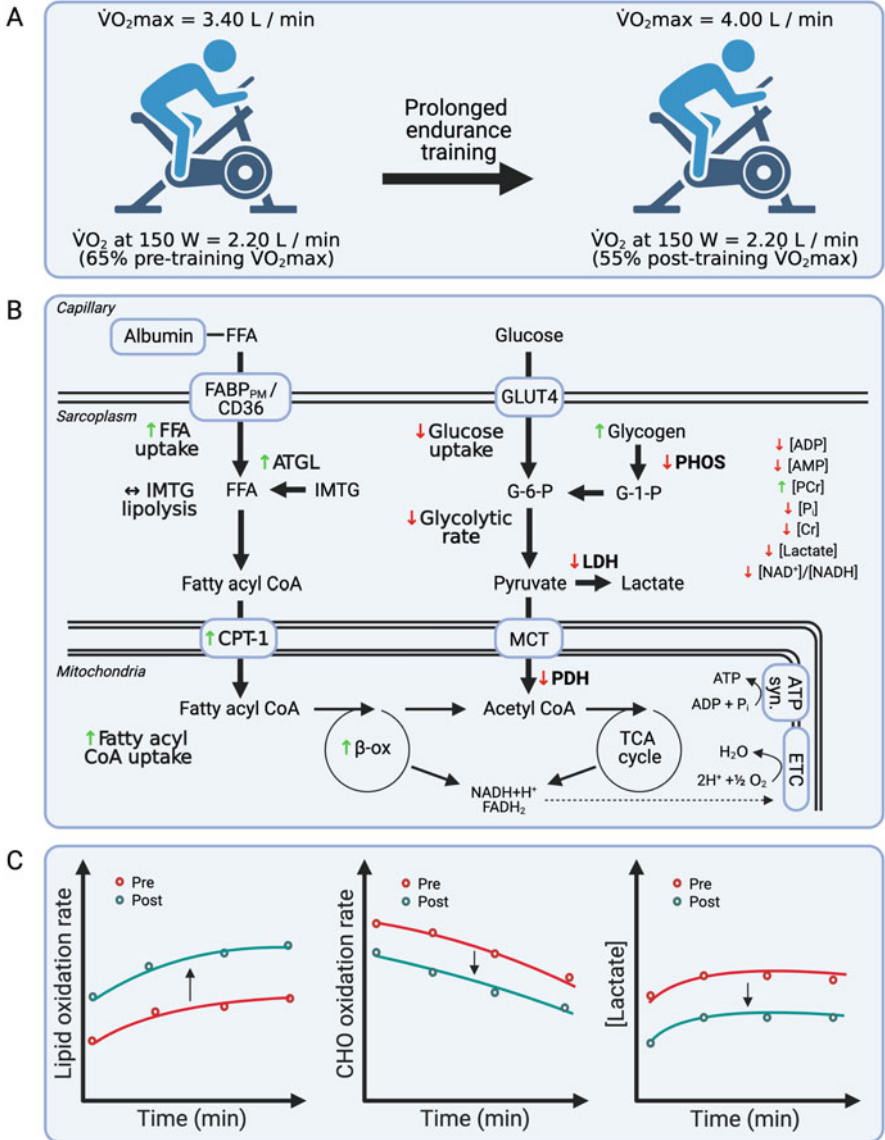 A
V̇O₂max = 3.40 L / min
V̇O₂max = 4.00 L / min
Prolonged
endurance
training
V̇O₂ at 150 W = 2.20 L / min
(65% pre-training V̇O₂max)
V̇O₂ at 150 W = 2.20 L / min
(55% post-training V̇O₂max)
B
Capillary
Albumin
FFA
Glucose
FABPPM /
CD36
GLUT4
Sarcoplasm
↑FFA
uptake
↑ATGL
↔ IMTG
lipolysis
FFA
IMTG
↓Glucose
uptake
↑Glycogen
↓PHOS
G-6-P
G-1-P
↓Glycolytic
rate
↓[ADP]
↓[AMP]
↑[PCr]
↓[Pᵢ]
↓[Cr]
↓[Lactate]
↓[NAD⁺]/[NADH]
↓LDH
Fatty acyl CoA
Pyruvate
Lactate
↑CPT-1
MCT
Mitochondria
↓PDH
Fatty acyl CoA
Acetyl CoA
↑Fatty acyl
CoA uptake
↑β-ox
TCA
cycle
NADH+H⁺
FADH₂
ATP
ADP + Pᵢ
ATP
syn.
H₂O
2H⁺ +½ O₂
ETC
C
Lipid oxidation rate
Pre
Post
Time (min)
CHO oxidation rate
Pre
Post
Time (min)
[Lactate]
Pre
Post
Time (min)